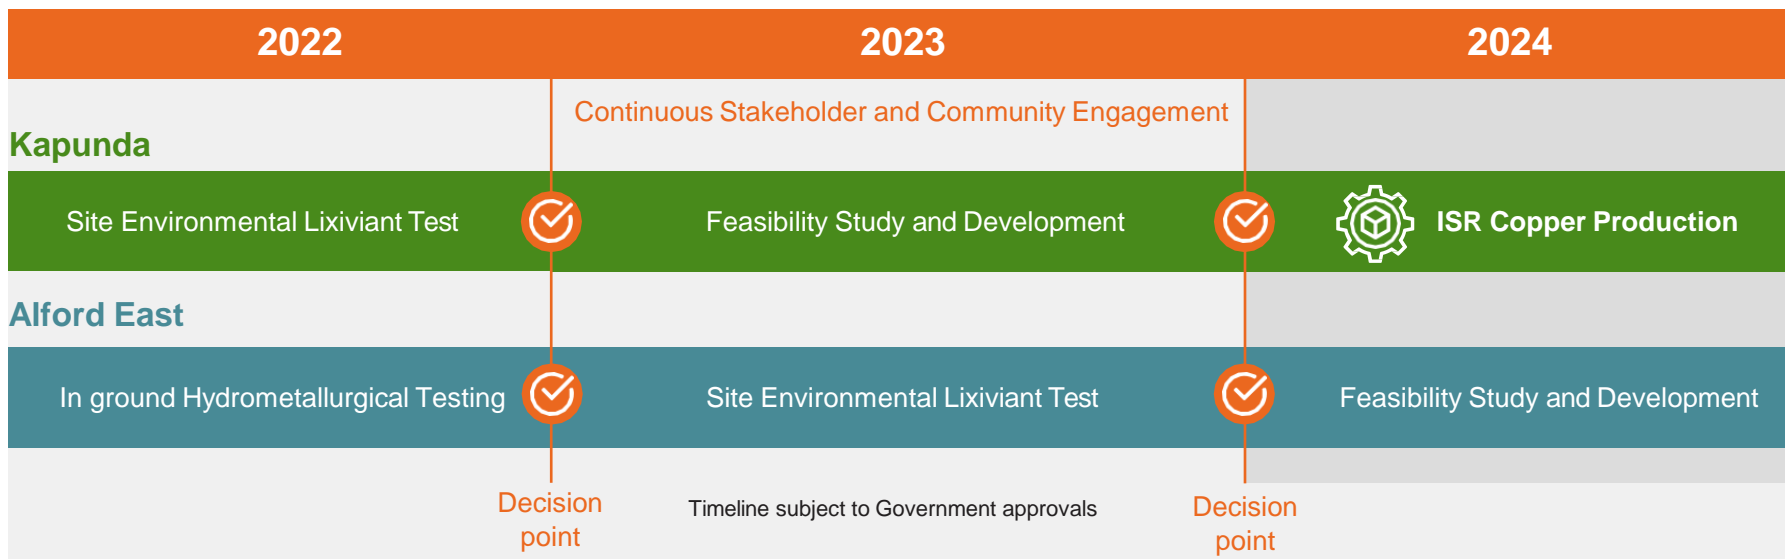 2022
2023
2024
Continuous Stakeholder and Community Engagement
Kapunda
Site Environmental Lixiviant Test
Feasibility Study and Development
ISR Copper Production
Alford East
In ground Hydrometallurgical Testing
Site Environmental Lixiviant Test
Feasibility Study and Development
Decision
point
Timeline subject to Government approvals
Decision
point